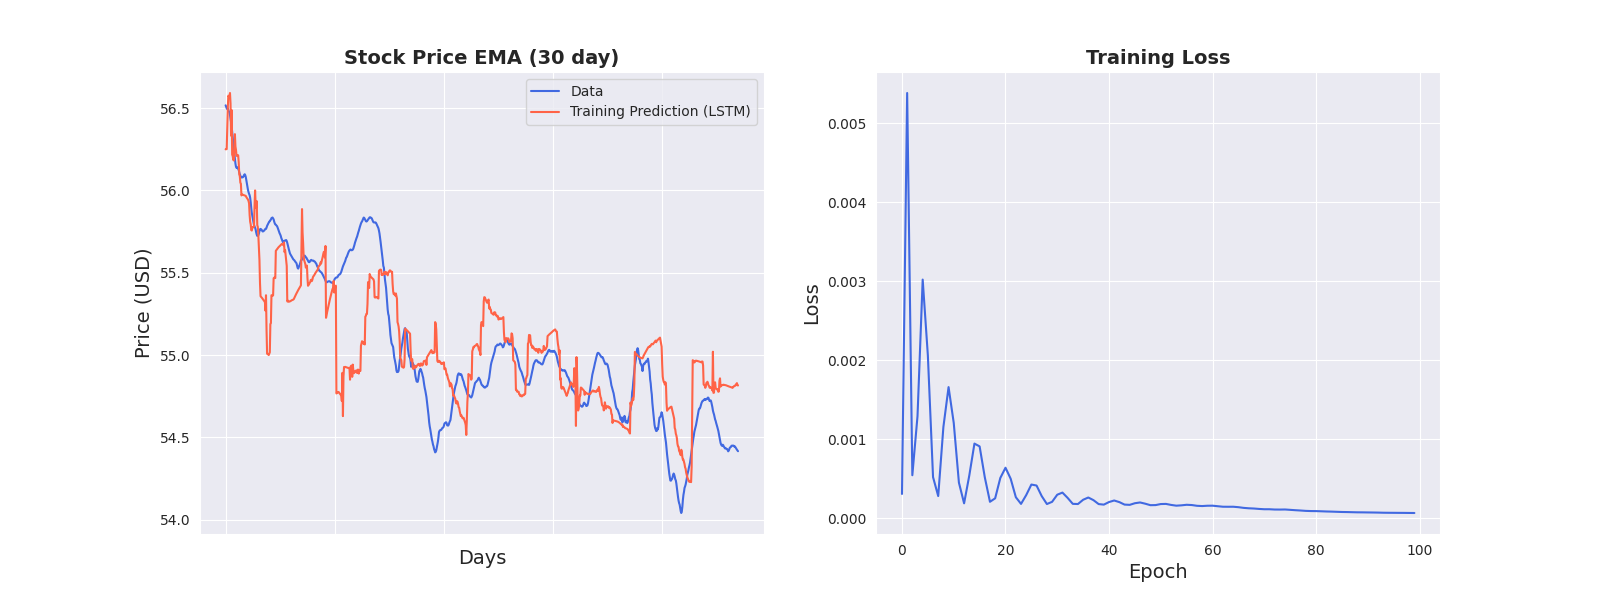 Stock Price EMA (30 day)
Data
Training Prediction (LSTM)
Price (USD)
56.5
56.0
55.5
55.0
54.5
54.0
Days
Training Loss
Loss
0.005
0.004
0.003
0.002
0.001
0.000
0 20 40 60 80 100
Epoch